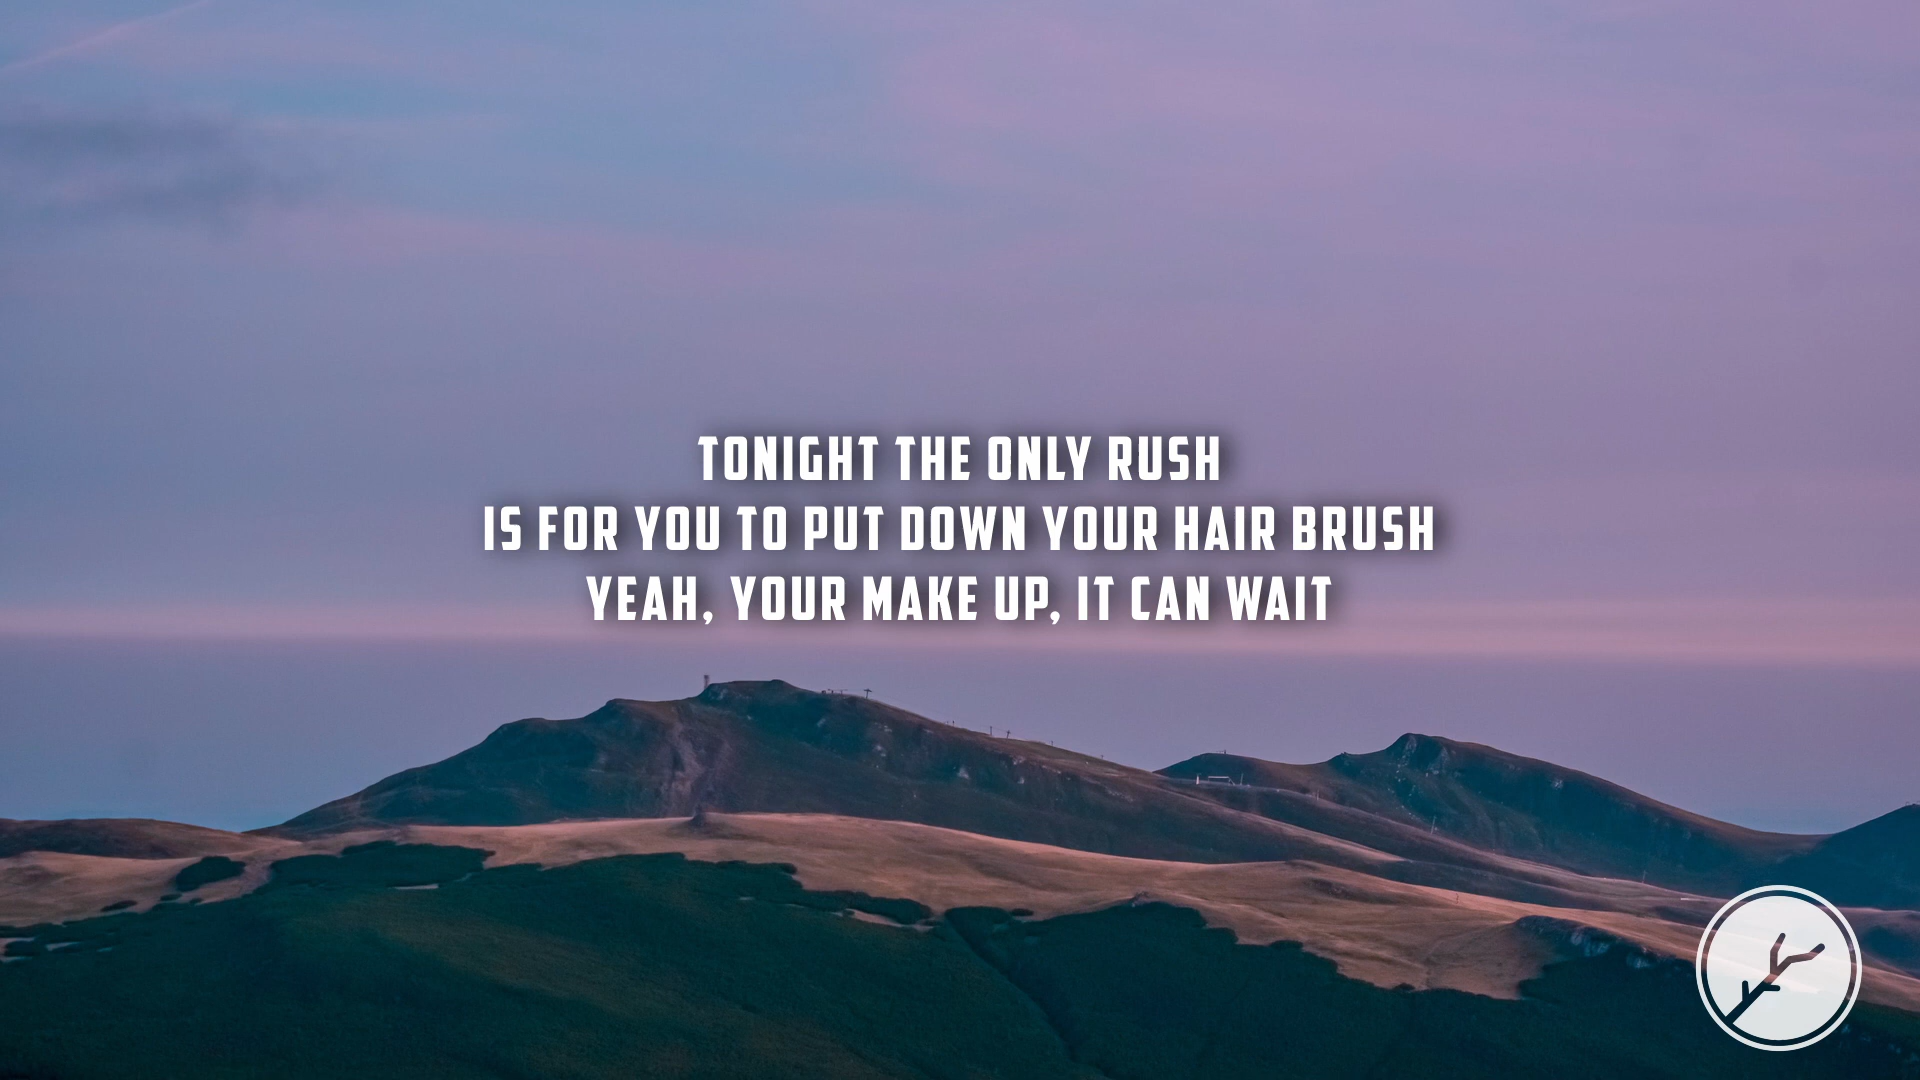 TONIGHT THE ONLY RUSH
IS FOR YOU TO PUT DOWN YOUR HAIR BRUSH
YEAH, YOUR MAKE UP, IT CAN WAIT